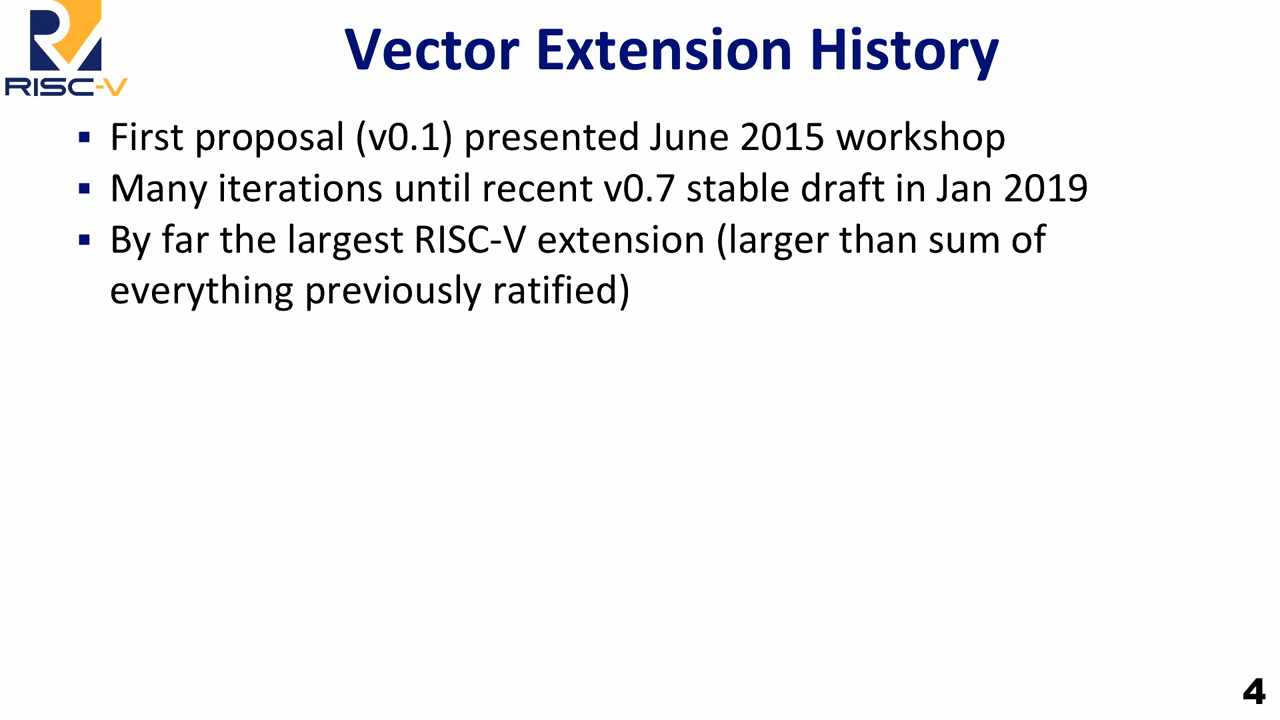 RISC-V
Vector Extension History
▪ First proposal (v0.1) presented June 2015 workshop
▪ Many iterations until recent v0.7 stable draft in Jan 2019
▪ By far the largest RISC-V extension (larger than sum of
everything previously ratified)
4